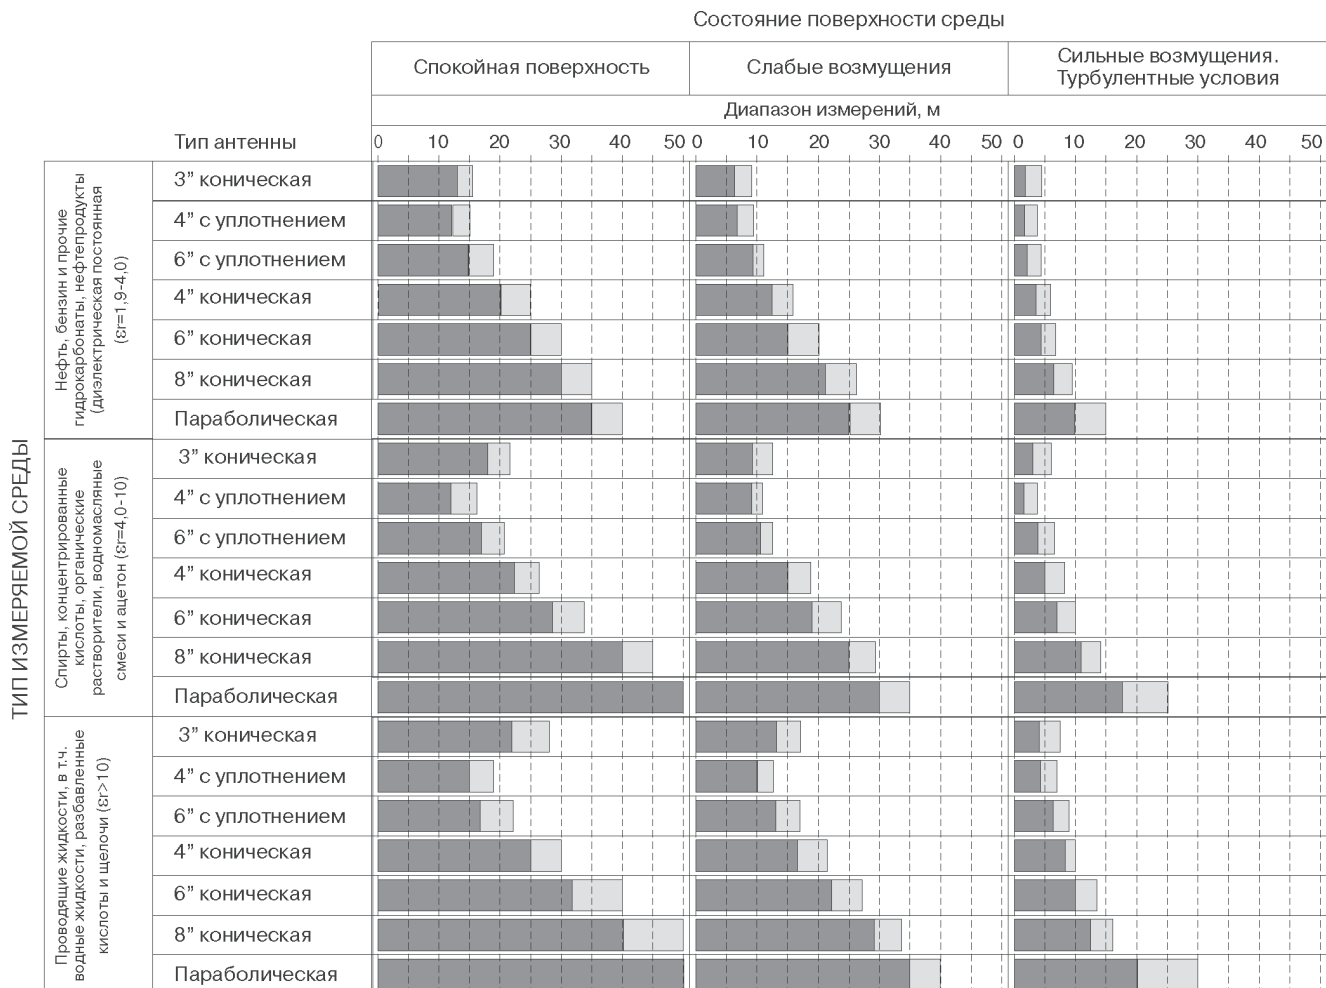 Состояние поверхности среды
Спокойная поверхность
Слабые возмущения
Сильные возмущения.
Турбулентные условия
Диапазон измерений, м
Тип антенны
0 10 20 30 40 50
0 10 20 30 40 50
0 10 20 30 40 50
ТИП ИЗМЕРЯЕМОЙ СРЕДЫ
Нефть, бензин и прочие
гидрокарбонаты, нефтепродукты
(диэлектрическая постоянная
(εr=1,9-4,0)
3” коническая
4” с уплотнением
6” с уплотнением
4” коническая
6” коническая
8” коническая
Параболическая
Спирты, концентрированные
кислоты, органические
растворители, водномасляные
смеси и ацетон (εr=4,0-10)
3” коническая
4” с уплотнением
6” с уплотнением
4” коническая
6” коническая
8” коническая
Параболическая
Проводящие жидкости, в т.ч.
водные жидкости, разбавленные
кислоты и щелочи (εr>10)
3” коническая
4” с уплотнением
6” с уплотнением
4” коническая
6” коническая
8” коническая
Параболическая